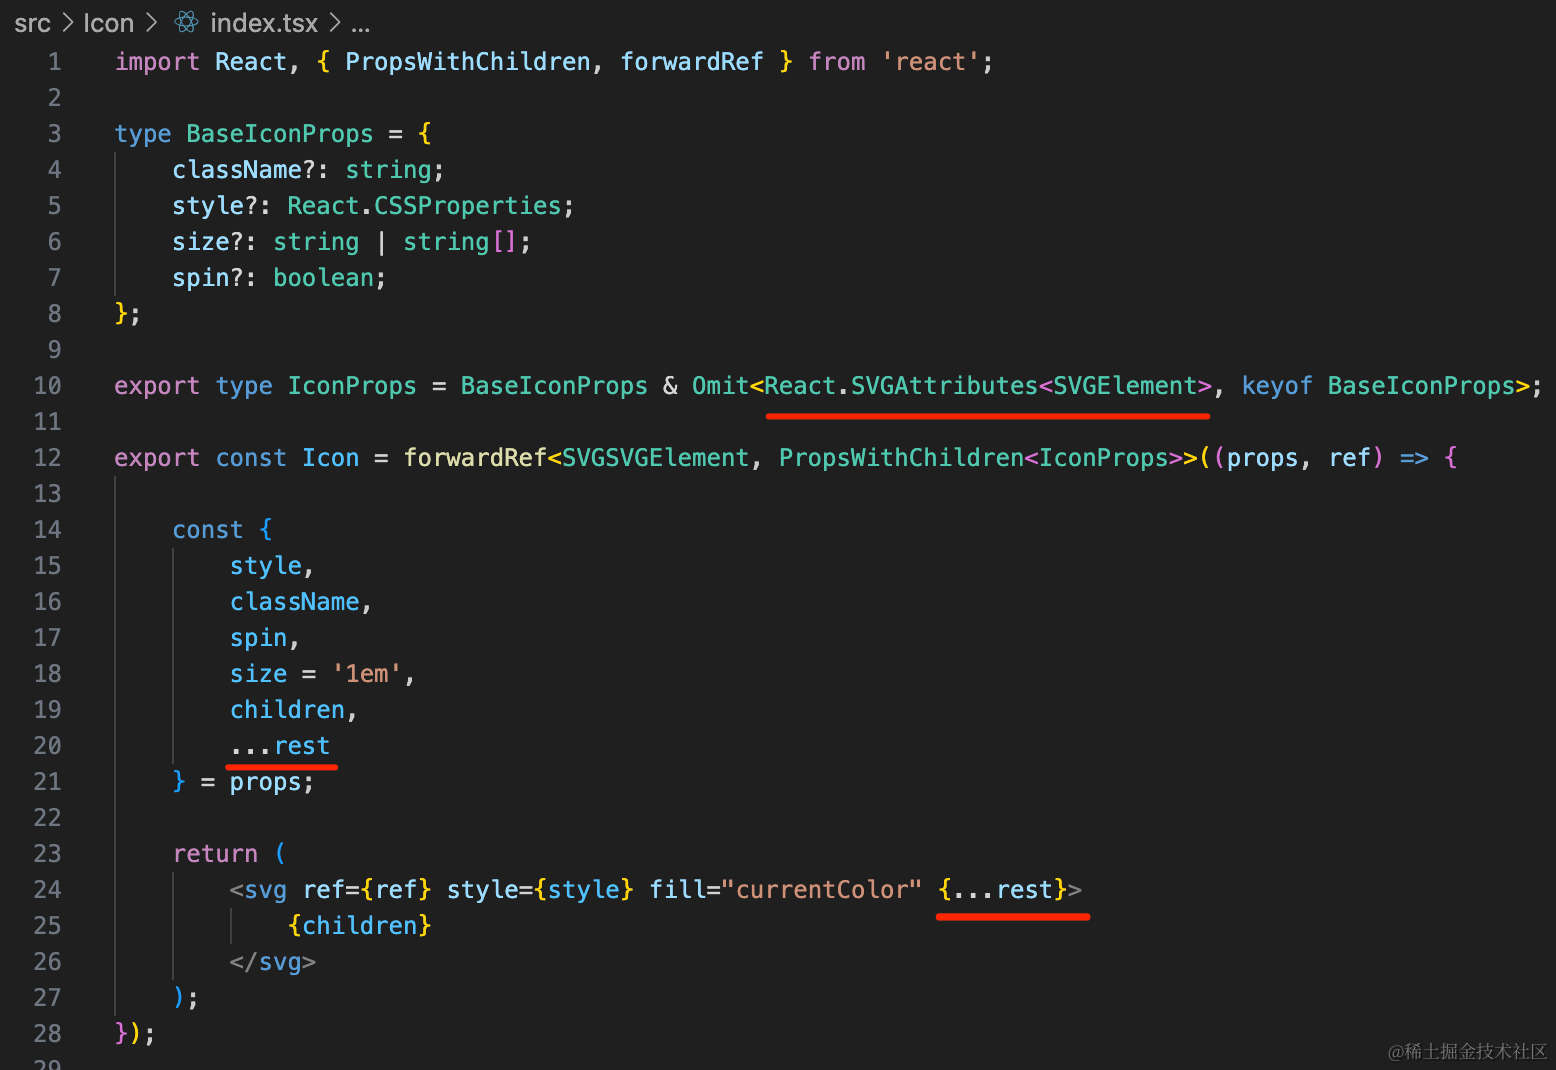 src > Icon > index.tsx > ...
1 import React, { PropsWithChildren, forwardRef } from 'react';
2
3 type BaseIconProps = {
4 className?: string;
5 style?: React.CSSProperties;
6 size?: string | string[];
7 spin?: boolean;
8 };
9
10 export type IconProps = BaseIconProps & Omit<React.SVGAttributes<SVGElement>, keyof BaseIconProps>;
11
12 export const Icon = forwardRef<SVGSVGElement, PropsWithChildren<IconProps>>((props, ref) => {
13
14 const {
15 style,
16 className,
17 spin,
18 size = '1em',
19 children,
20 ...rest
21 } = props;
22
23 return (
24 <svg ref={ref} style={style} fill="currentColor" {...rest}>
25 {children}
26 </svg>
27 );
28 });
29
@稀土掘金技术社区